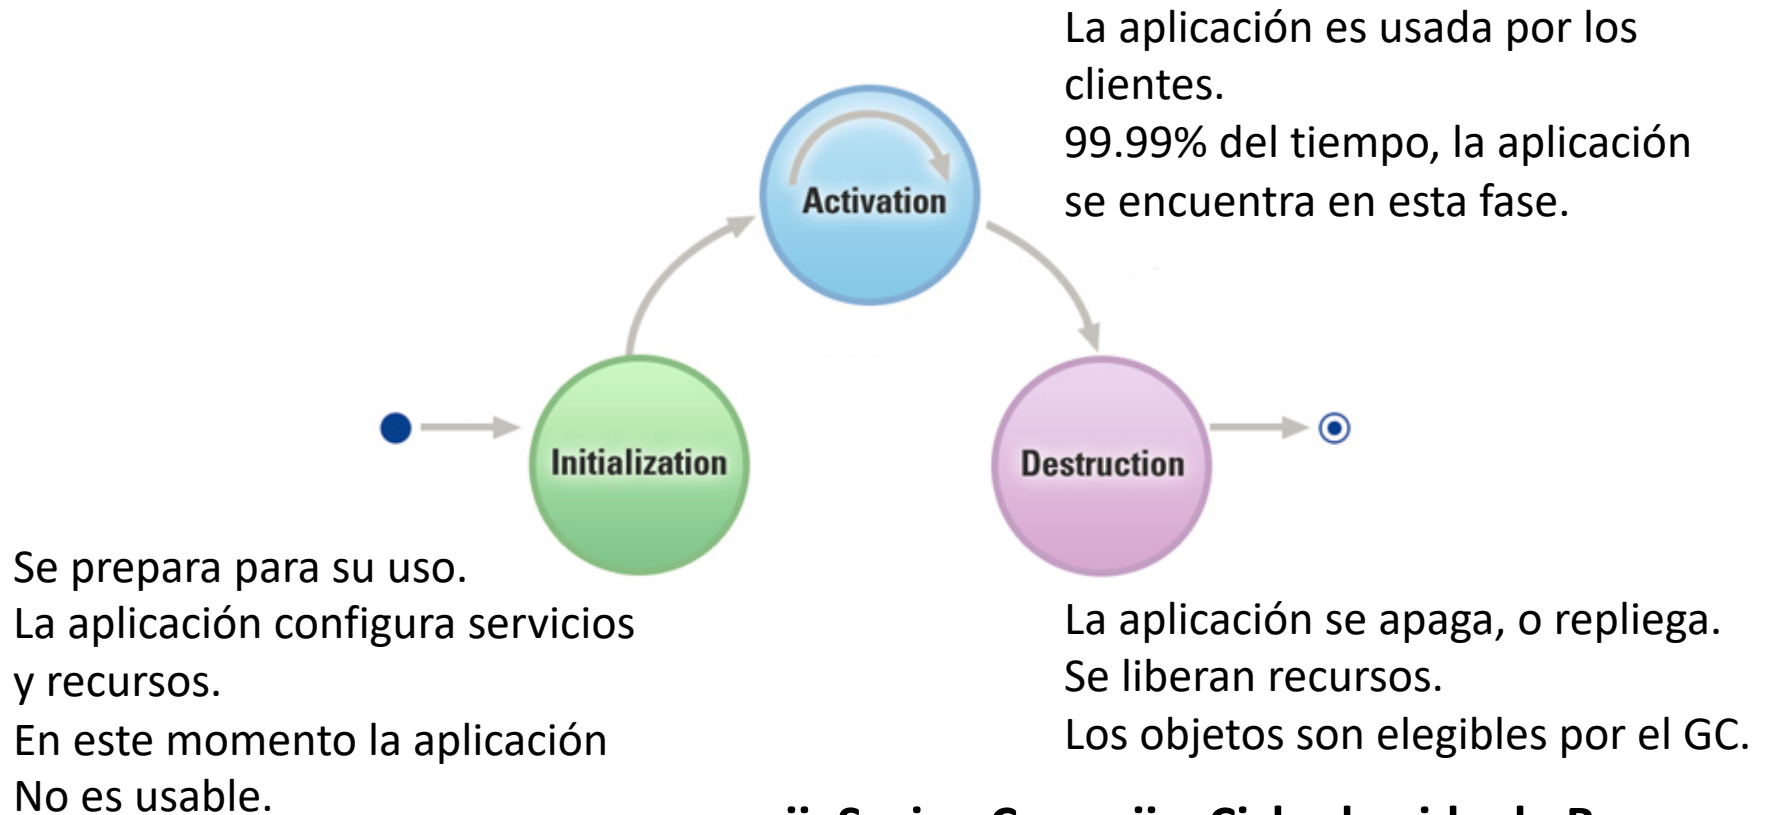 La aplicación es usada por los
clientes.
99.99% del tiempo, la aplicación
se encuentra en esta fase.
Activation
Initialization
Destruction
Se prepara para su uso.
La aplicación configura servicios
y recursos.
En este momento la aplicación
No es usable.
La aplicación se apaga, o repliega.
Se liberan recursos.
Los objetos son elegibles por el GC.